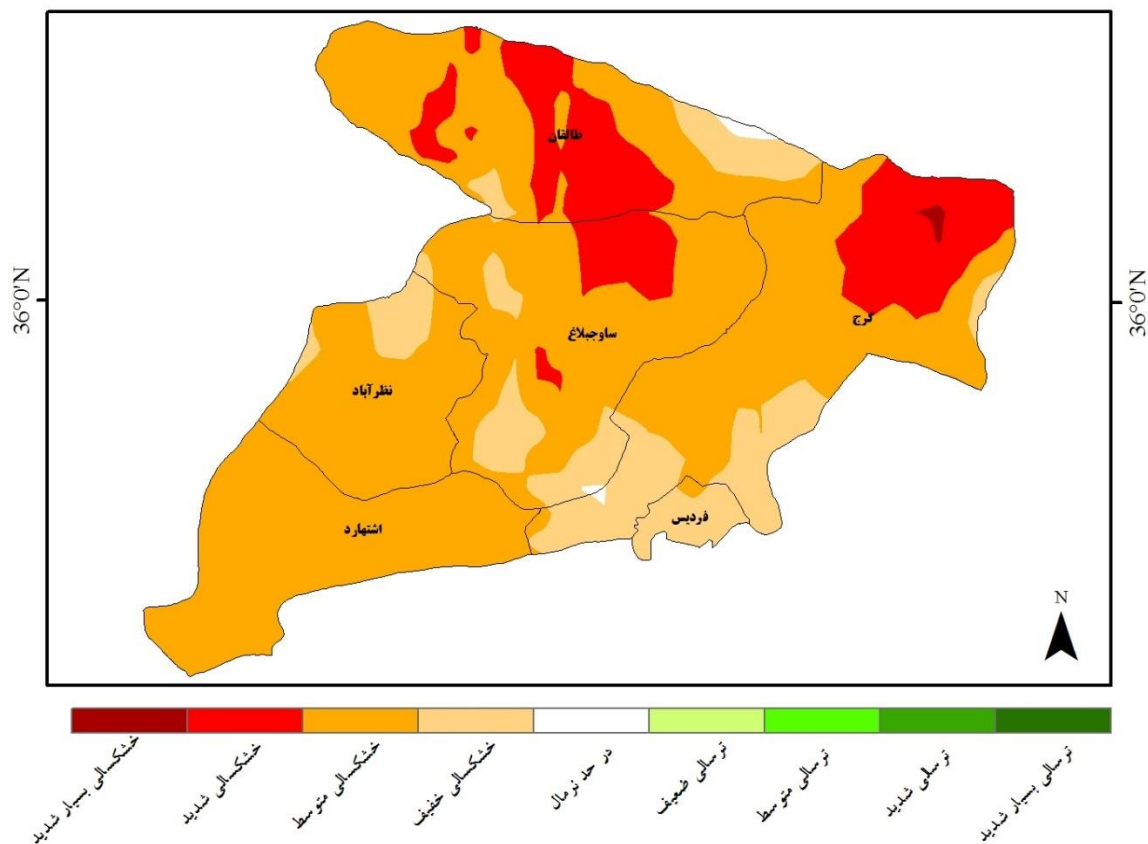 طالقان
36°0'N
36°0'N
کرج
ساوجبلاغ
نظرآباد
فردیس
اشتهارد
N
خشکسالی بسیار شدید
خشکسالی شدید
خشکسالی متوسط
خشکسالی خفیف
در حد نرمال
ترسالی ضعیف
ترسالی متوسط
ترسالی شدید
ترسالی بسیار شدید